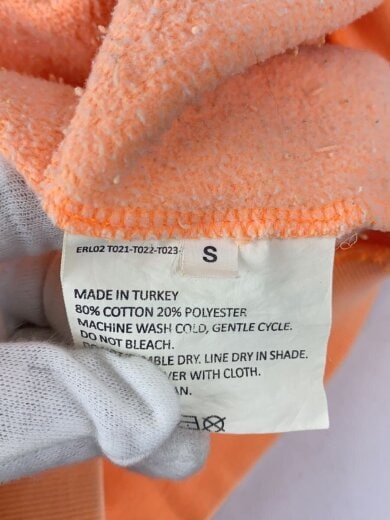 ERL02 T021-T022-T023
S
MADE IN TURKEY
80% COTTON 20% POLYESTER
MACHINE WASH COLD, GENTLE CYCLE.
DO NOT BLEACH.
DRY. LINE DRY IN SHADE.
WITH CLOTH.